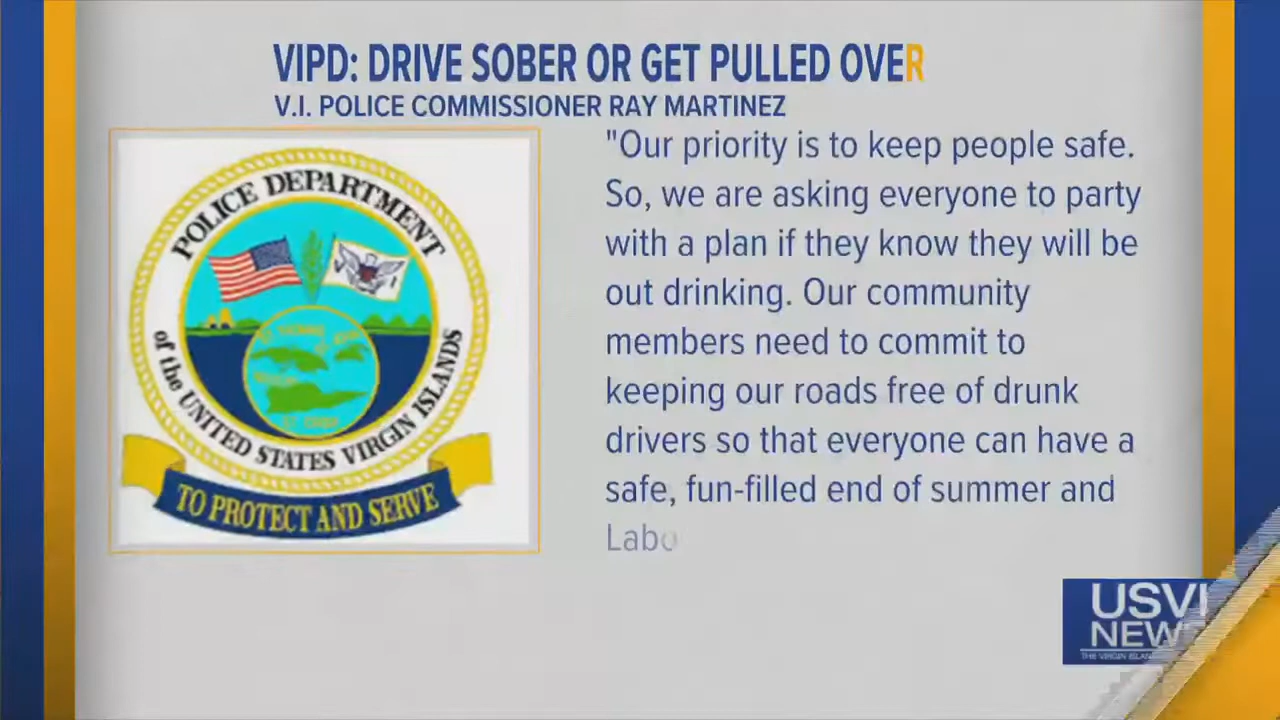 VIPD: DRIVE SOBER OR GET PULLED OVER
V.I. POLICE COMMISSIONER RAY MARTINEZ
POLICE DEPARTMENT
of the UNITED STATES VIRGIN ISLANDS
TO PROTECT AND SERVE
"Our priority is to keep people safe.
So, we are asking everyone to party
with a plan if they know they will be
out drinking. Our community
members need to commit to
keeping our roads free of drunk
drivers so that everyone can have a
safe, fun-filled end of summer and
Labo
USVI
NEWS
THE VIRGIN